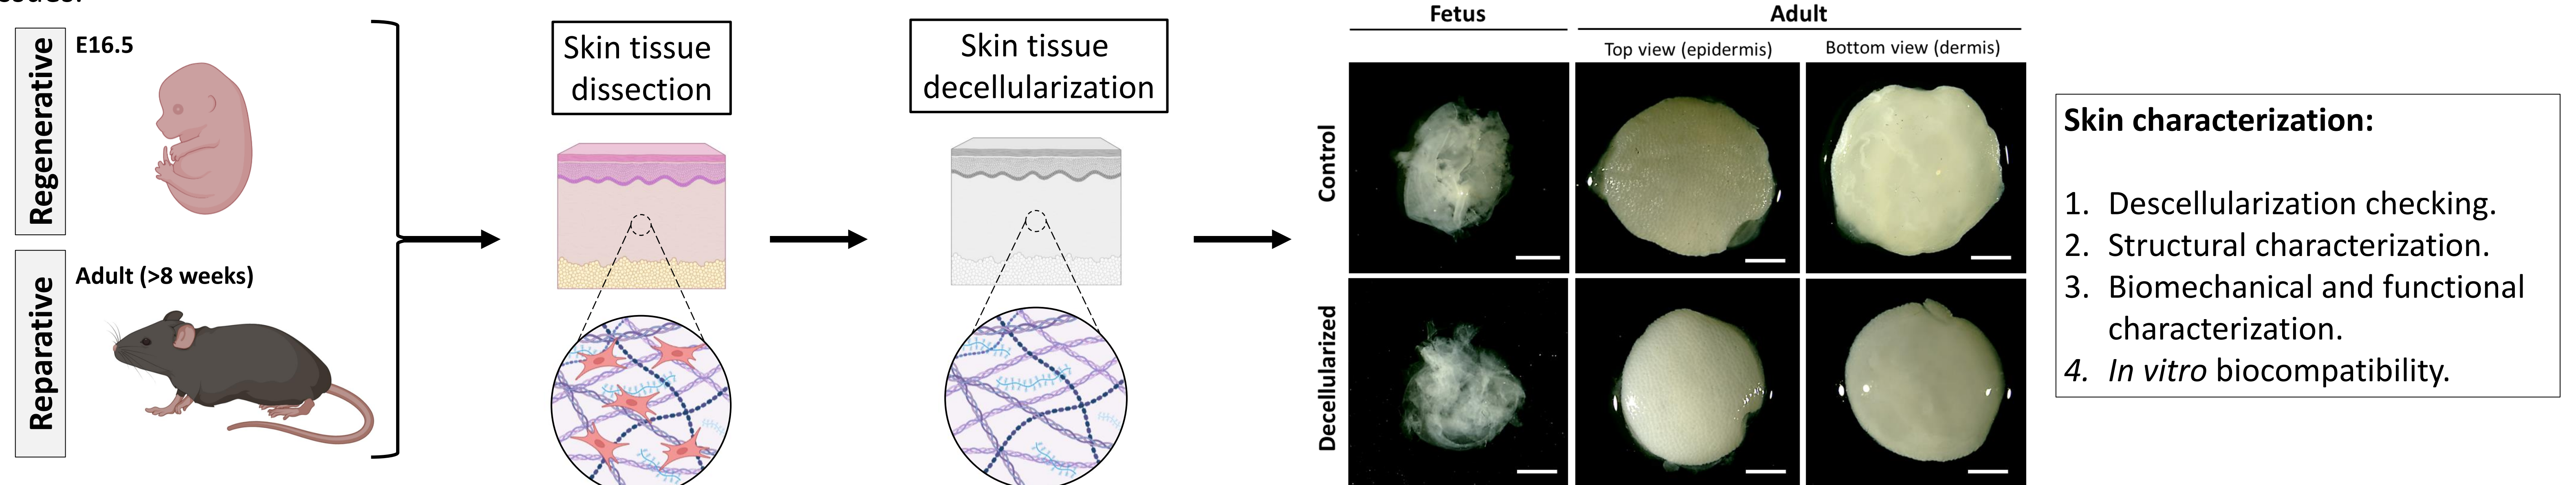 Regenerative
E16.5
Reparative
Adult (>8 weeks)
Skin tissue
dissection
Skin tissue
decellularization
Fetus
Adult
Top view (epidermis)
Bottom view (dermis)
Control
Decellularized
Skin characterization:
1. Descellularization checking.
2. Structural characterization.
3. Biomechanical and functional
characterization.
4. In vitro biocompatibility.